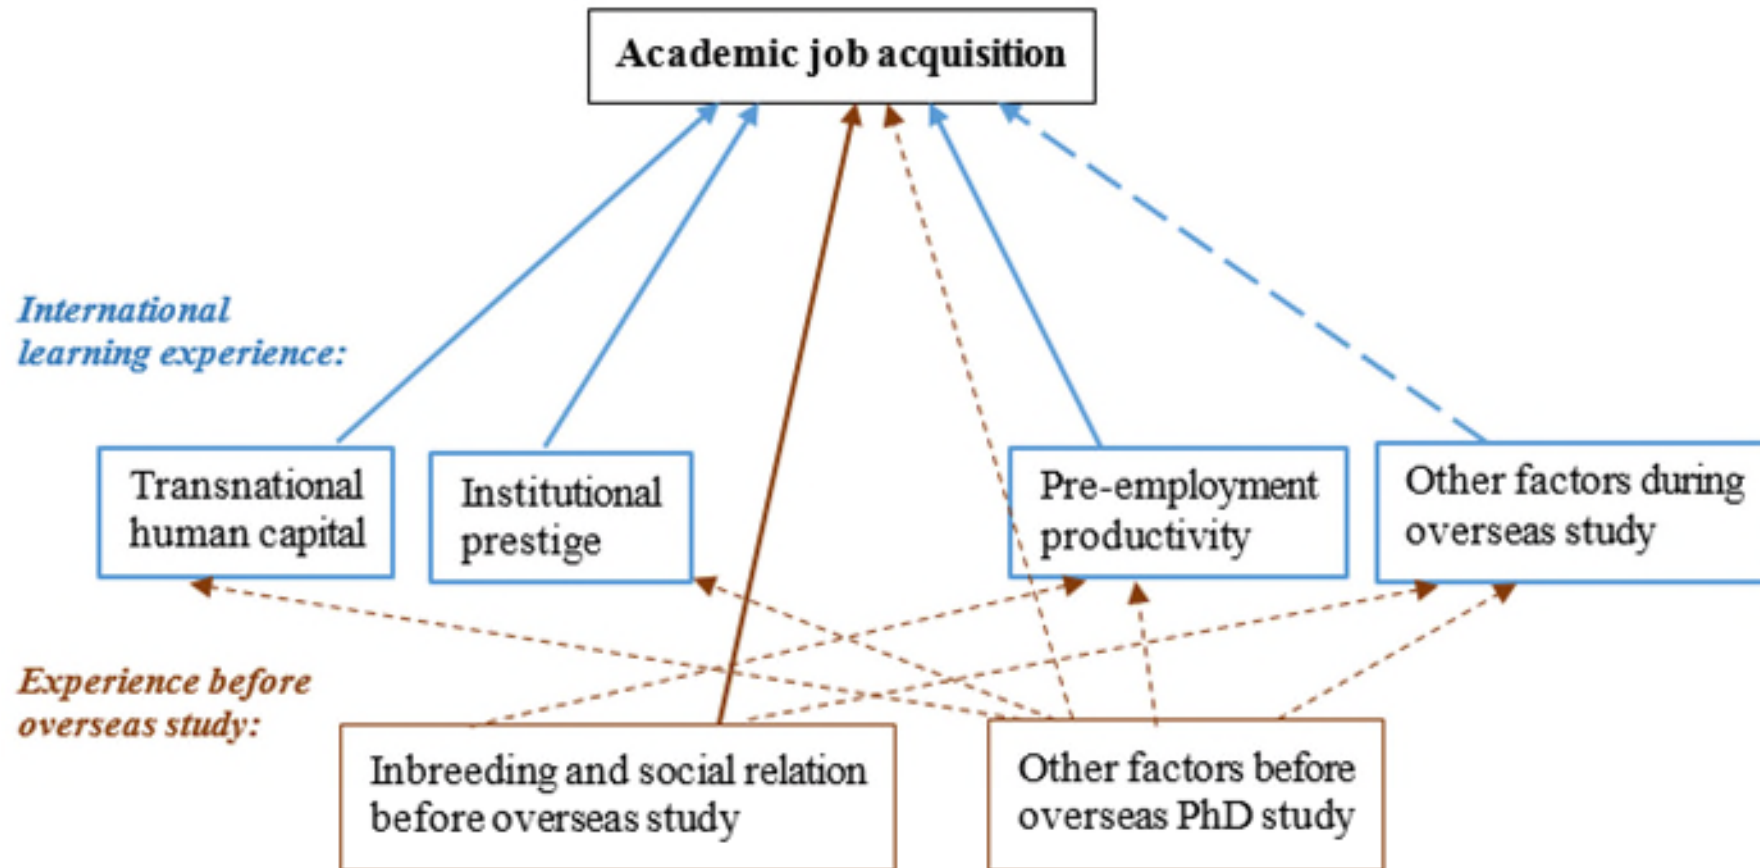 Academic job acquisition
International
learning experience:
Transnational
human capital
Institutional
prestige
Pre-employment
productivity
Other factors during
overseas study
Experience before
overseas study:
Inbreeding and social relation
before overseas study
Other factors before
overseas PhD study